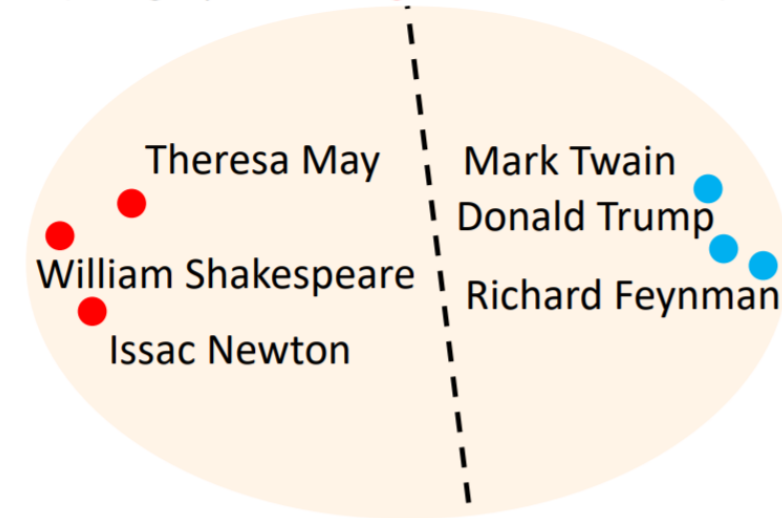 Theresa May
William Shakespeare
Issac Newton
Mark Twain
Donald Trump
Richard Feynman